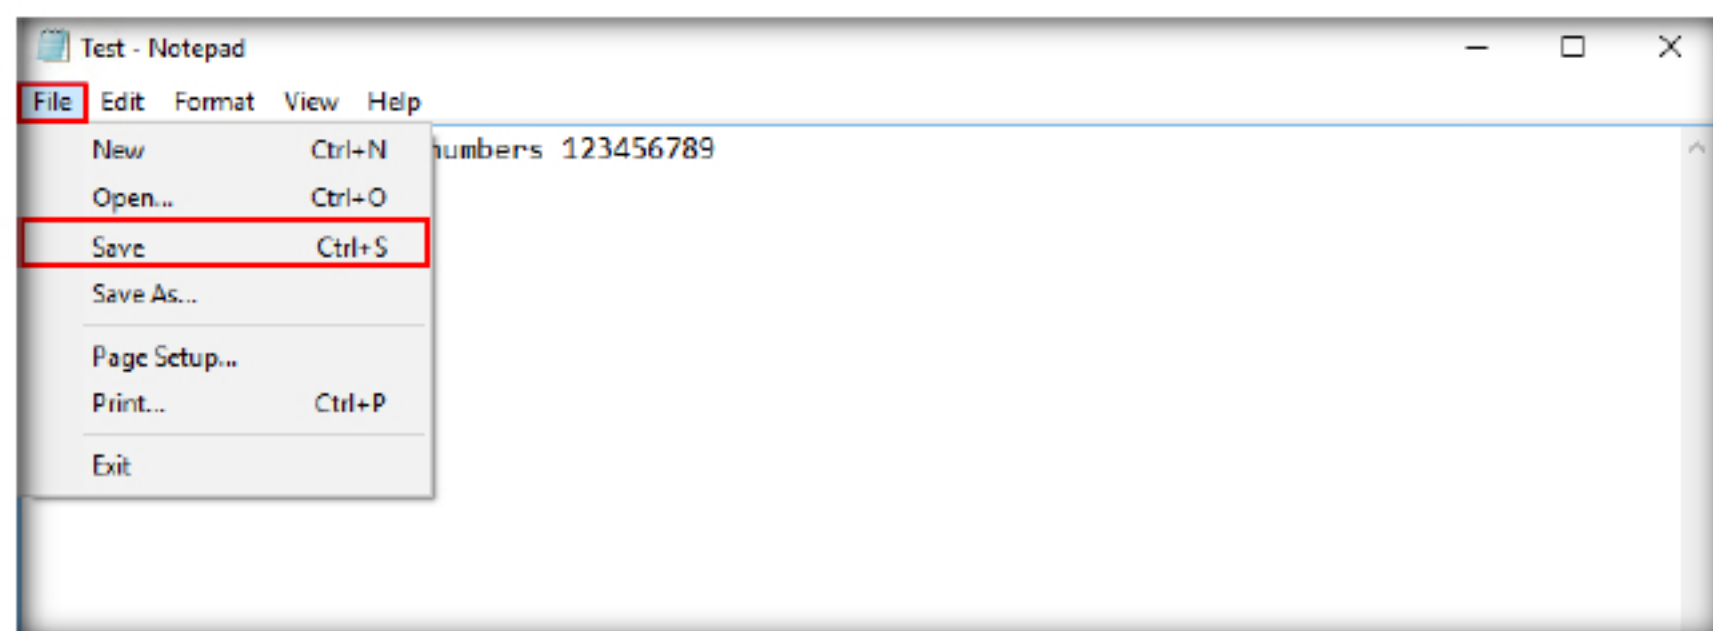 Test - Notepad
File Edit Format View Help
New Ctrl+N
numbers 123456789
Open... Ctrl+O
Save Ctrl+S
Save As...
Page Setup...
Print... Ctrl+P
Exit